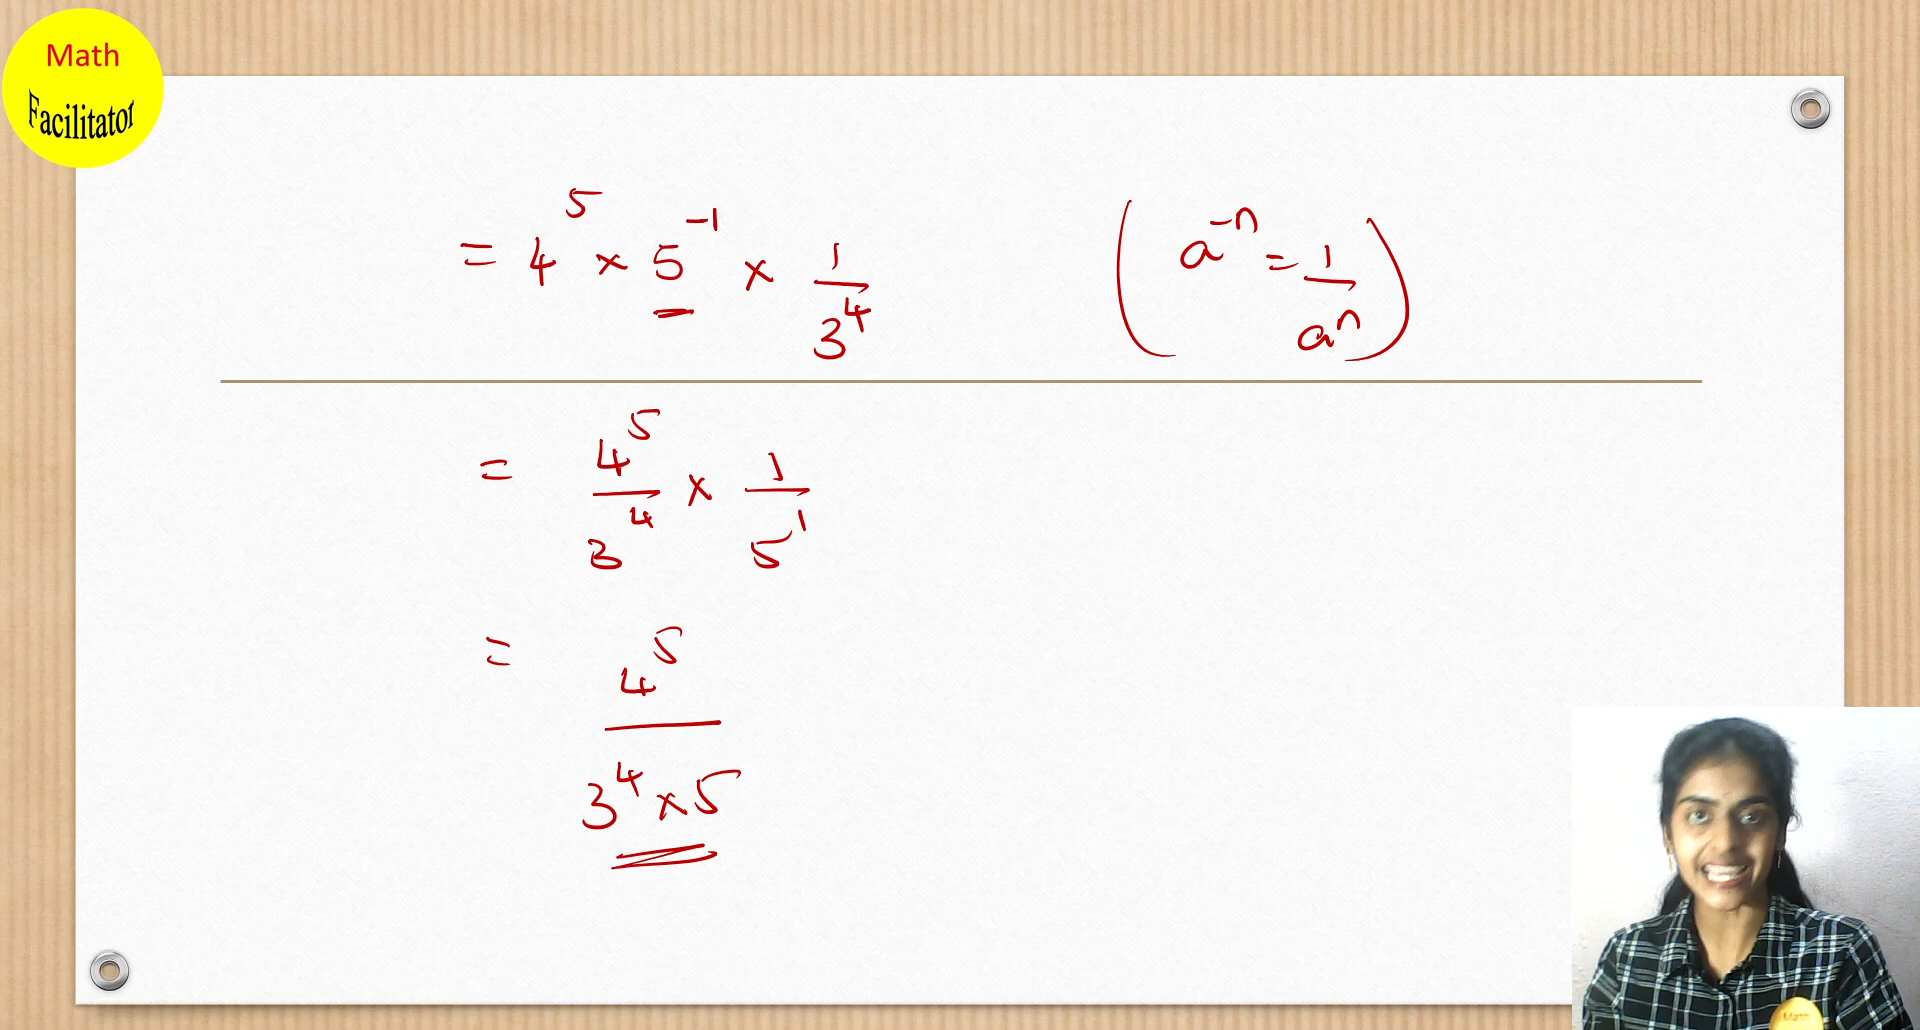 Math
Facilitator
= 4^5 × 5^-1 × 1/3^4
(a^-n = 1/a^n)
= 4^5/3^4 × 1/5^1
= 4^5/(3^4 × 5)
Math